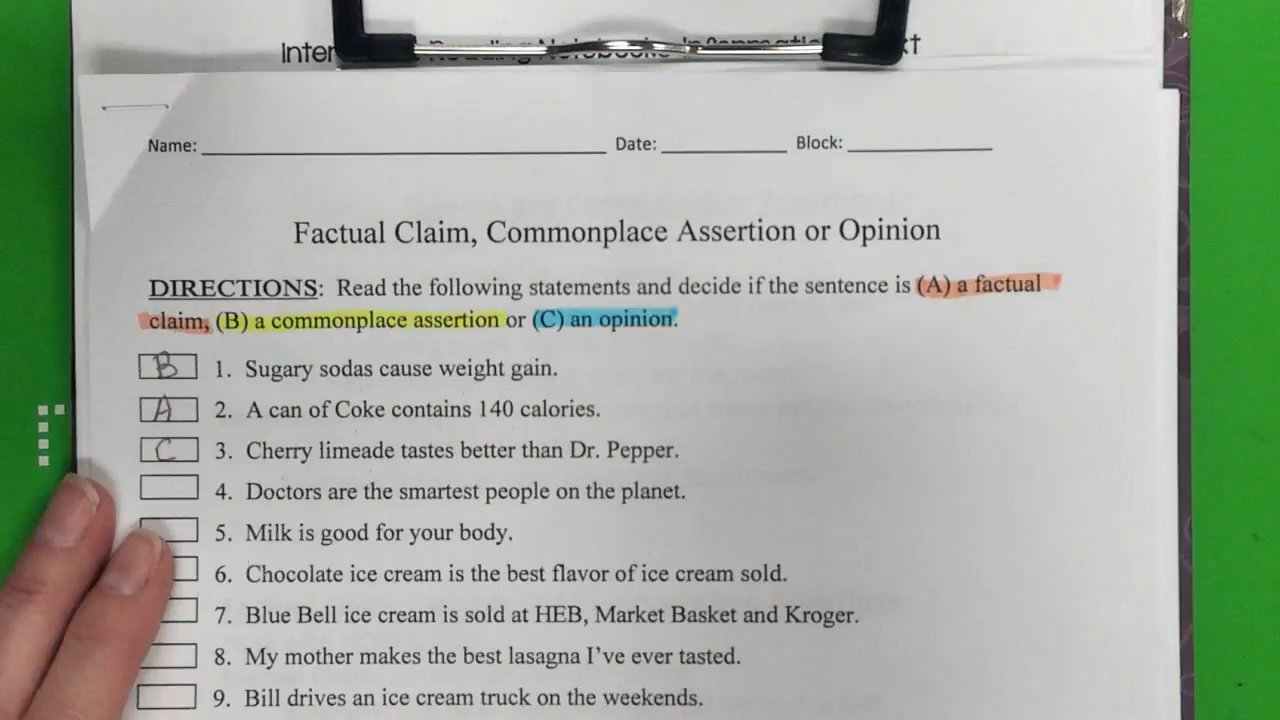 Name: ____ Date: ____ Block: ____
Factual Claim, Commonplace Assertion or Opinion
DIRECTIONS: Read the following statements and decide if the sentence is (A) a factual
claim, (B) a commonplace assertion or (C) an opinion.
B 1. Sugary sodas cause weight gain.
A 2. A can of Coke contains 140 calories.
C 3. Cherry limeade tastes better than Dr. Pepper.
4. Doctors are the smartest people on the planet.
5. Milk is good for your body.
6. Chocolate ice cream is the best flavor of ice cream sold.
7. Blue Bell ice cream is sold at HEB, Market Basket and Kroger.
8. My mother makes the best lasagna I've ever tasted.
9. Bill drives an ice cream truck on the weekends.